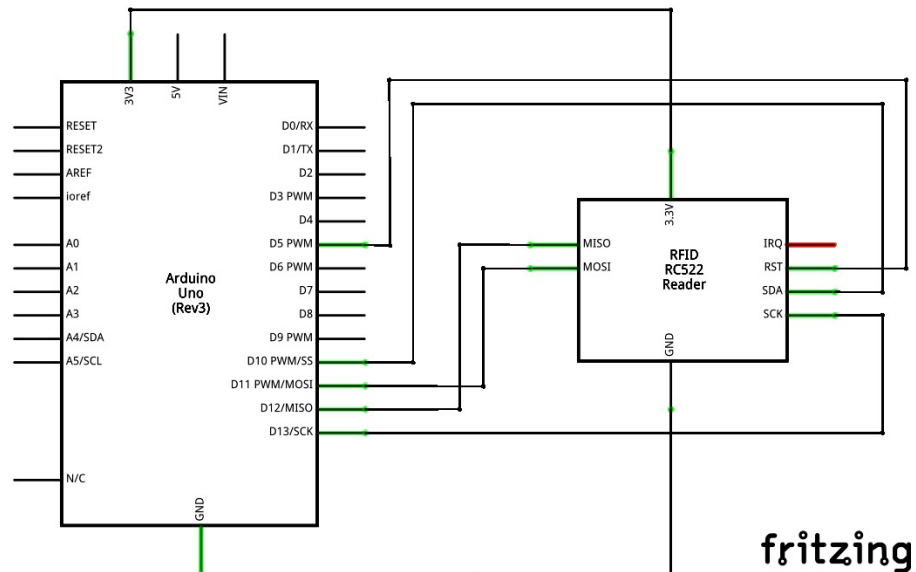 3V3
5V
VIN
RESET
RESET2
AREF
ioref
A0
A1
A2
A3
A4/SDA
A5/SCL
N/C
Arduino
Uno
(Rev3)
D0/RX
D1/TX
D2
D3 PWM
D4
D5 PWM
D6 PWM
D7
D8
D9 PWM
D10 PWM/SS
D11 PWM/MOSI
D12/MISO
D13/SCK
GND
3.3V
MISO
MOSI
RFID
RC522
Reader
IRQ
RST
SDA
SCK
GND
fritzing